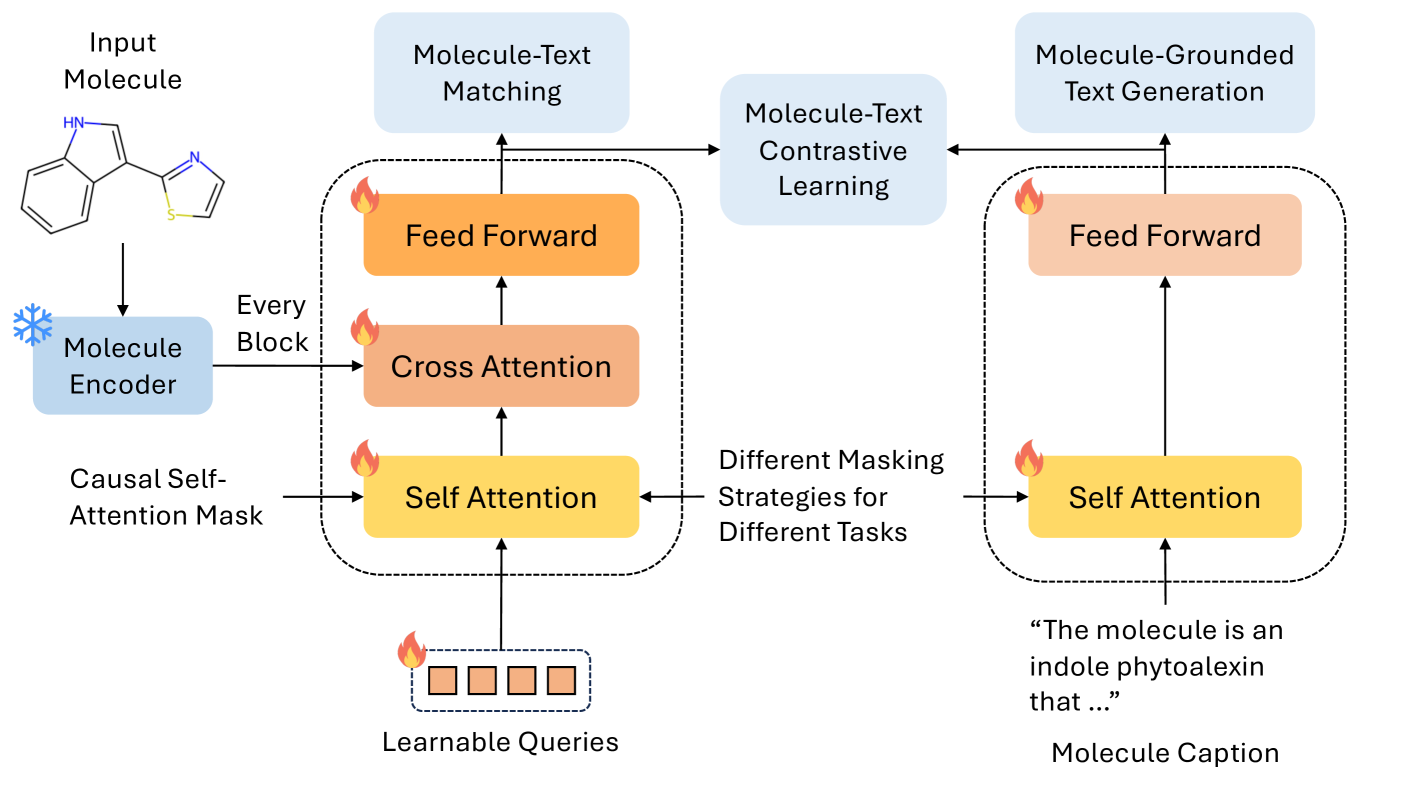 Input
Molecule
HN
N
S
Molecule
Encoder
Every
Block
Causal Self-
Attention Mask
Molecule-Text
Matching
Feed Forward
Cross Attention
Self Attention
Learnable Queries
Molecule-Text
Contrastive
Learning
Different Masking
Strategies for
Different Tasks
Molecule-Grounded
Text Generation
Feed Forward
Self Attention
“The molecule is an
indole phytoalexin
that ...”
Molecule Caption